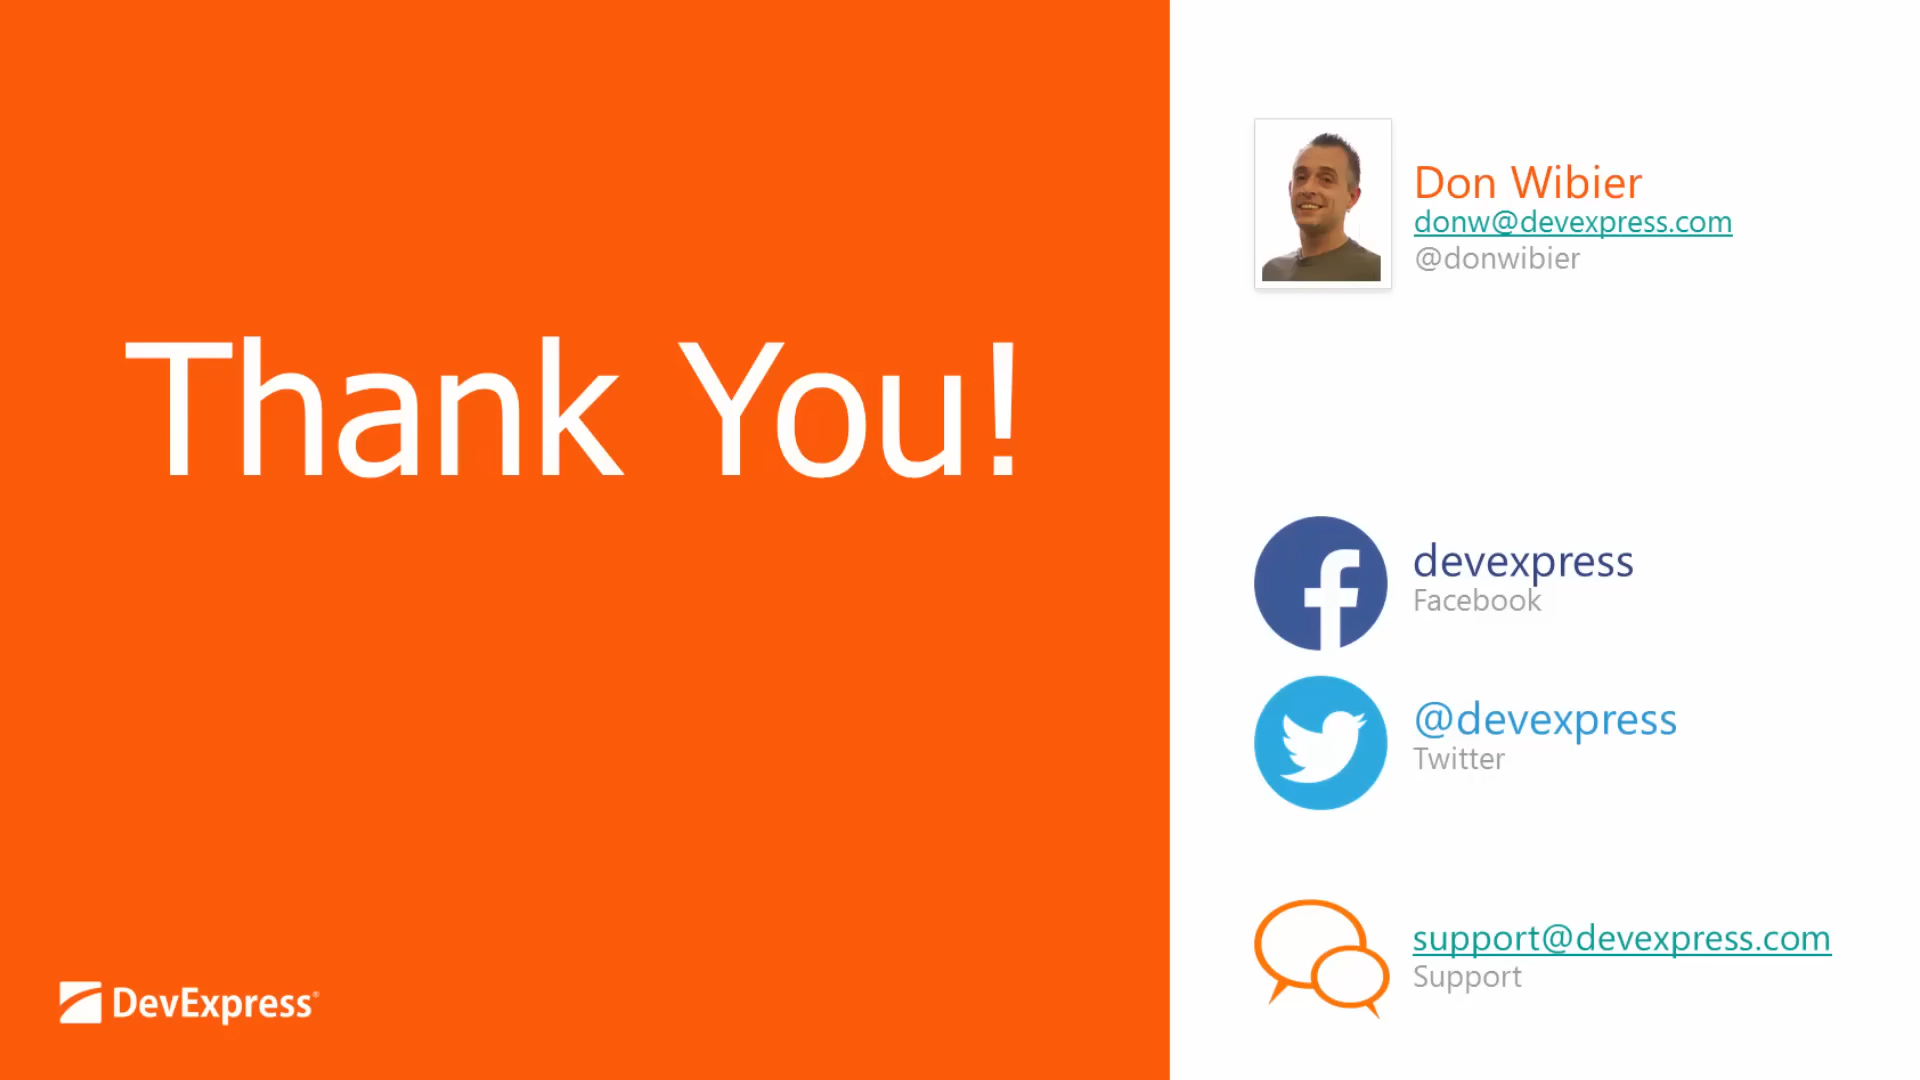 Thank You!
DevExpress®
Don Wibier
donw@devexpress.com
@donwibier
devexpress
Facebook
@devexpress
Twitter
support@devexpress.com
Support